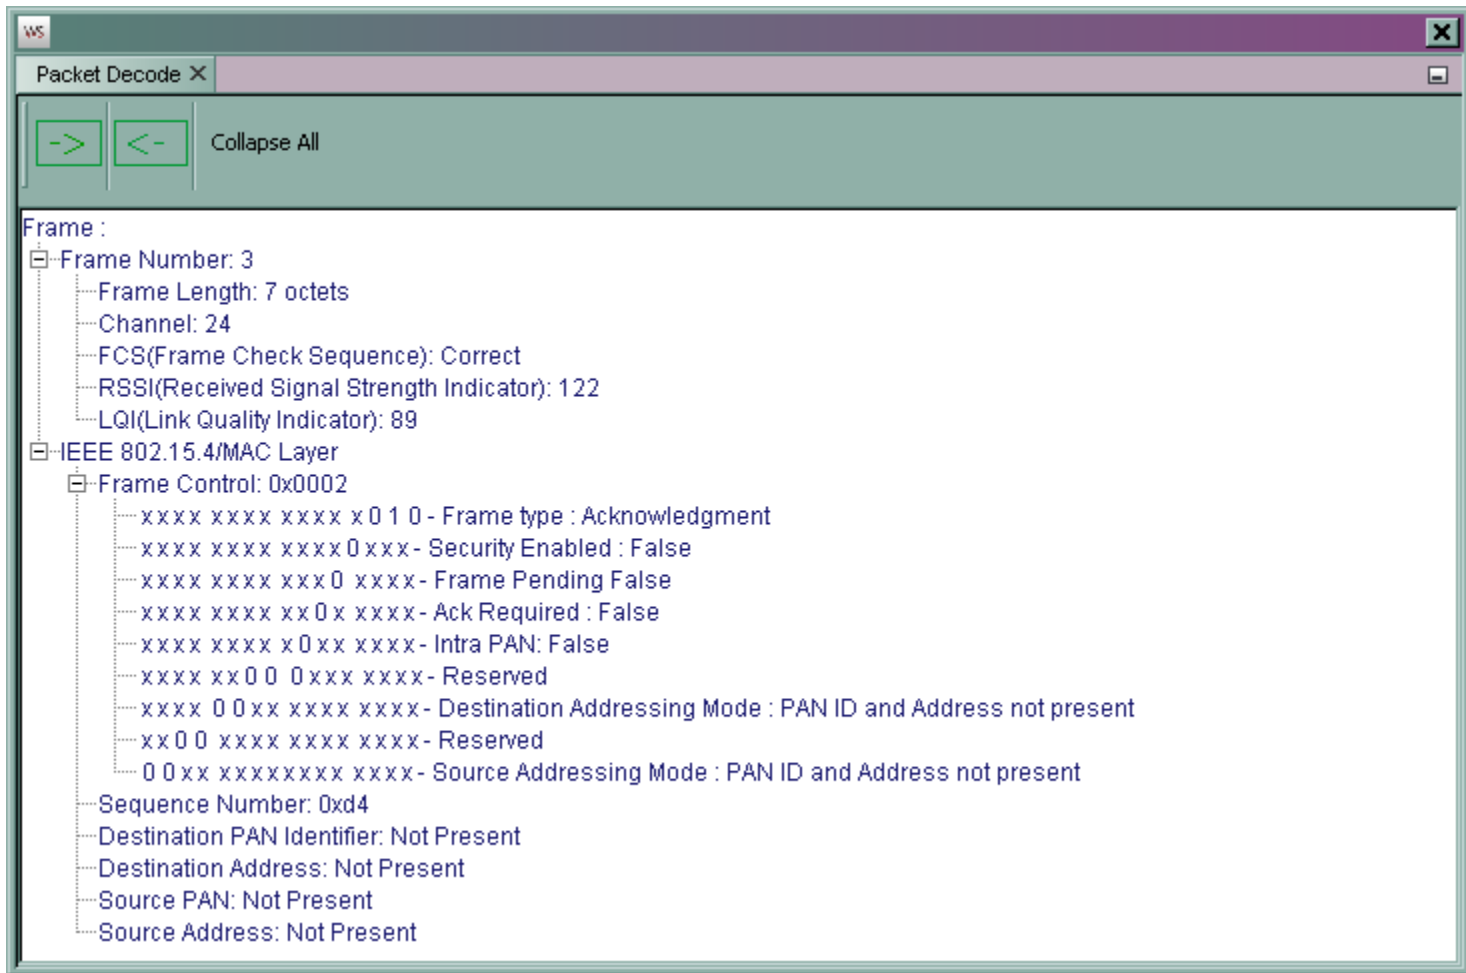 WS
Packet Decode
-> <- Collapse All
Frame :
Frame Number: 3
Frame Length: 7 octets
Channel: 24
FCS(Frame Check Sequence): Correct
RSSI(Received Signal Strength Indicator): 122
LQI(Link Quality Indicator): 89
IEEE 802.15.4/MAC Layer
Frame Control: 0x0002
x x x x x x x x x x x x x 0 1 0 - Frame type : Acknowledgment
x x x x x x x x x x x x 0 x x x - Security Enabled : False
x x x x x x x x x x x 0 x x x x - Frame Pending False
x x x x x x x x x x 0 x x x x x - Ack Required : False
x x x x x x x x x 0 x x x x x x - Intra PAN: False
x x x x x x 0 0 0 x x x x x x x - Reserved
x x x x 0 0 x x x x x x x x x x - Destination Addressing Mode : PAN ID and Address not present
x x 0 0 x x x x x x x x x x x x - Reserved
0 0 x x x x x x x x x x x x x x - Source Addressing Mode : PAN ID and Address not present
Sequence Number: 0xd4
Destination PAN Identifier: Not Present
Destination Address: Not Present
Source PAN: Not Present
Source Address: Not Present